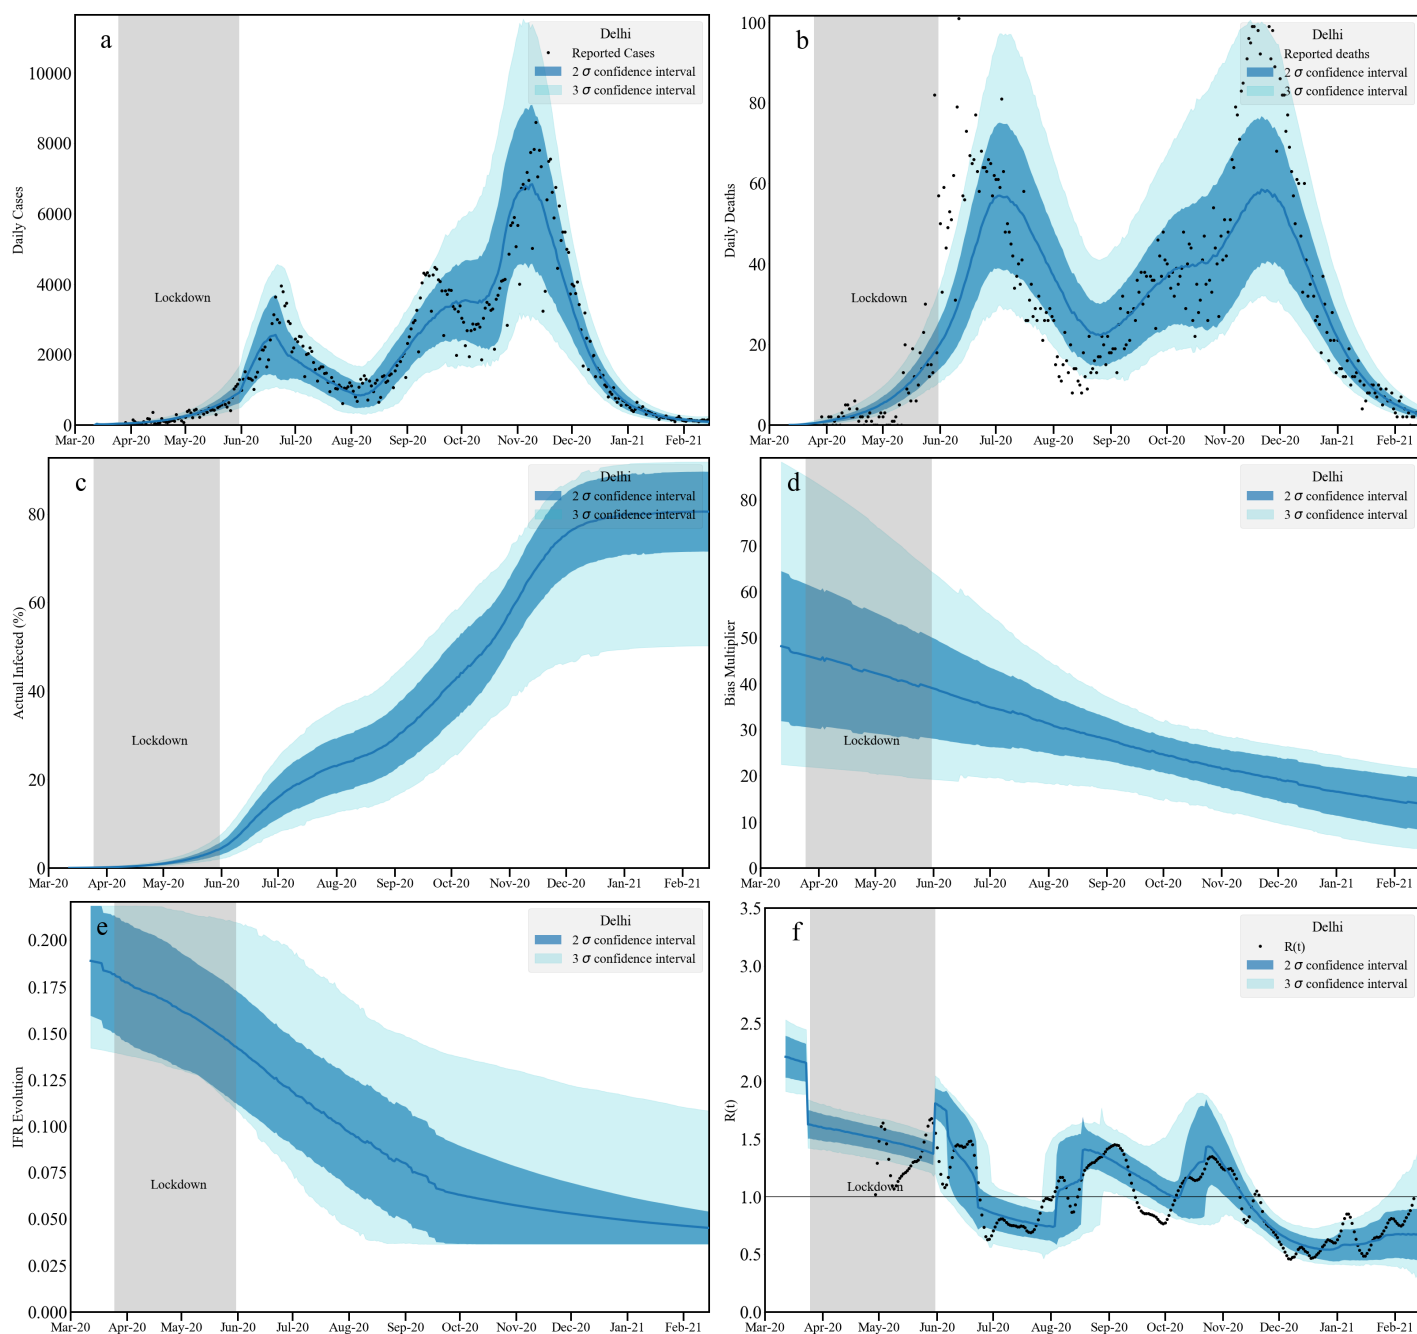 a
Delhi
Reported Cases
2 σ confidence interval
3 σ confidence interval
Lockdown
Daily Cases
10000
8000
6000
4000
2000
0
Mar-20 Apr-20 May-20 Jun-20 Jul-20 Aug-20 Sep-20 Oct-20 Nov-20 Dec-20 Jan-21 Feb-21
b
Delhi
Reported deaths
2 σ confidence interval
3 σ confidence interval
Lockdown
Daily Deaths
100
80
60
40
20
0
Mar-20 Apr-20 May-20 Jun-20 Jul-20 Aug-20 Sep-20 Oct-20 Nov-20 Dec-20 Jan-21 Feb-21
c
Delhi
2 σ confidence interval
3 σ confidence interval
Lockdown
Actual Infected (%)
80
60
40
20
0
Mar-20 Apr-20 May-20 Jun-20 Jul-20 Aug-20 Sep-20 Oct-20 Nov-20 Dec-20 Jan-21 Feb-21
d
Delhi
2 σ confidence interval
3 σ confidence interval
Lockdown
Bias Multiplier
80
70
60
50
40
30
20
10
0
Mar-20 Apr-20 May-20 Jun-20 Jul-20 Aug-20 Sep-20 Oct-20 Nov-20 Dec-20 Jan-21 Feb-21
e
Delhi
2 σ confidence interval
3 σ confidence interval
Lockdown
IFR Evolution
0.200
0.175
0.150
0.125
0.100
0.075
0.050
0.025
0.000
Mar-20 Apr-20 May-20 Jun-20 Jul-20 Aug-20 Sep-20 Oct-20 Nov-20 Dec-20 Jan-21 Feb-21
f
Delhi
R(t)
2 σ confidence interval
3 σ confidence interval
Lockdown
R(t)
3.5
3.0
2.5
2.0
1.5
1.0
0.5
0.0
Mar-20 Apr-20 May-20 Jun-20 Jul-20 Aug-20 Sep-20 Oct-20 Nov-20 Dec-20 Jan-21 Feb-21